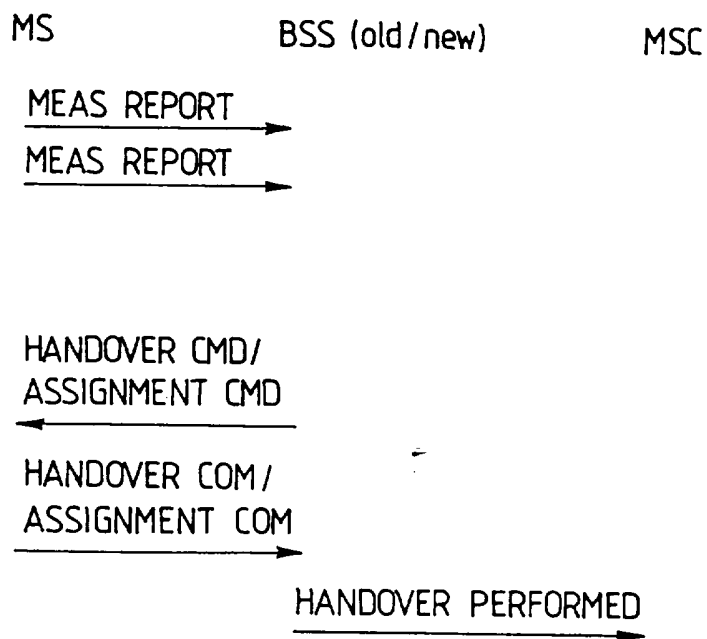 MS BSS (old/new) MSC
MEAS REPORT
MEAS REPORT
HANDOVER CMD/
ASSIGNMENT CMD
HANDOVER COM/
ASSIGNMENT COM
HANDOVER PERFORMED